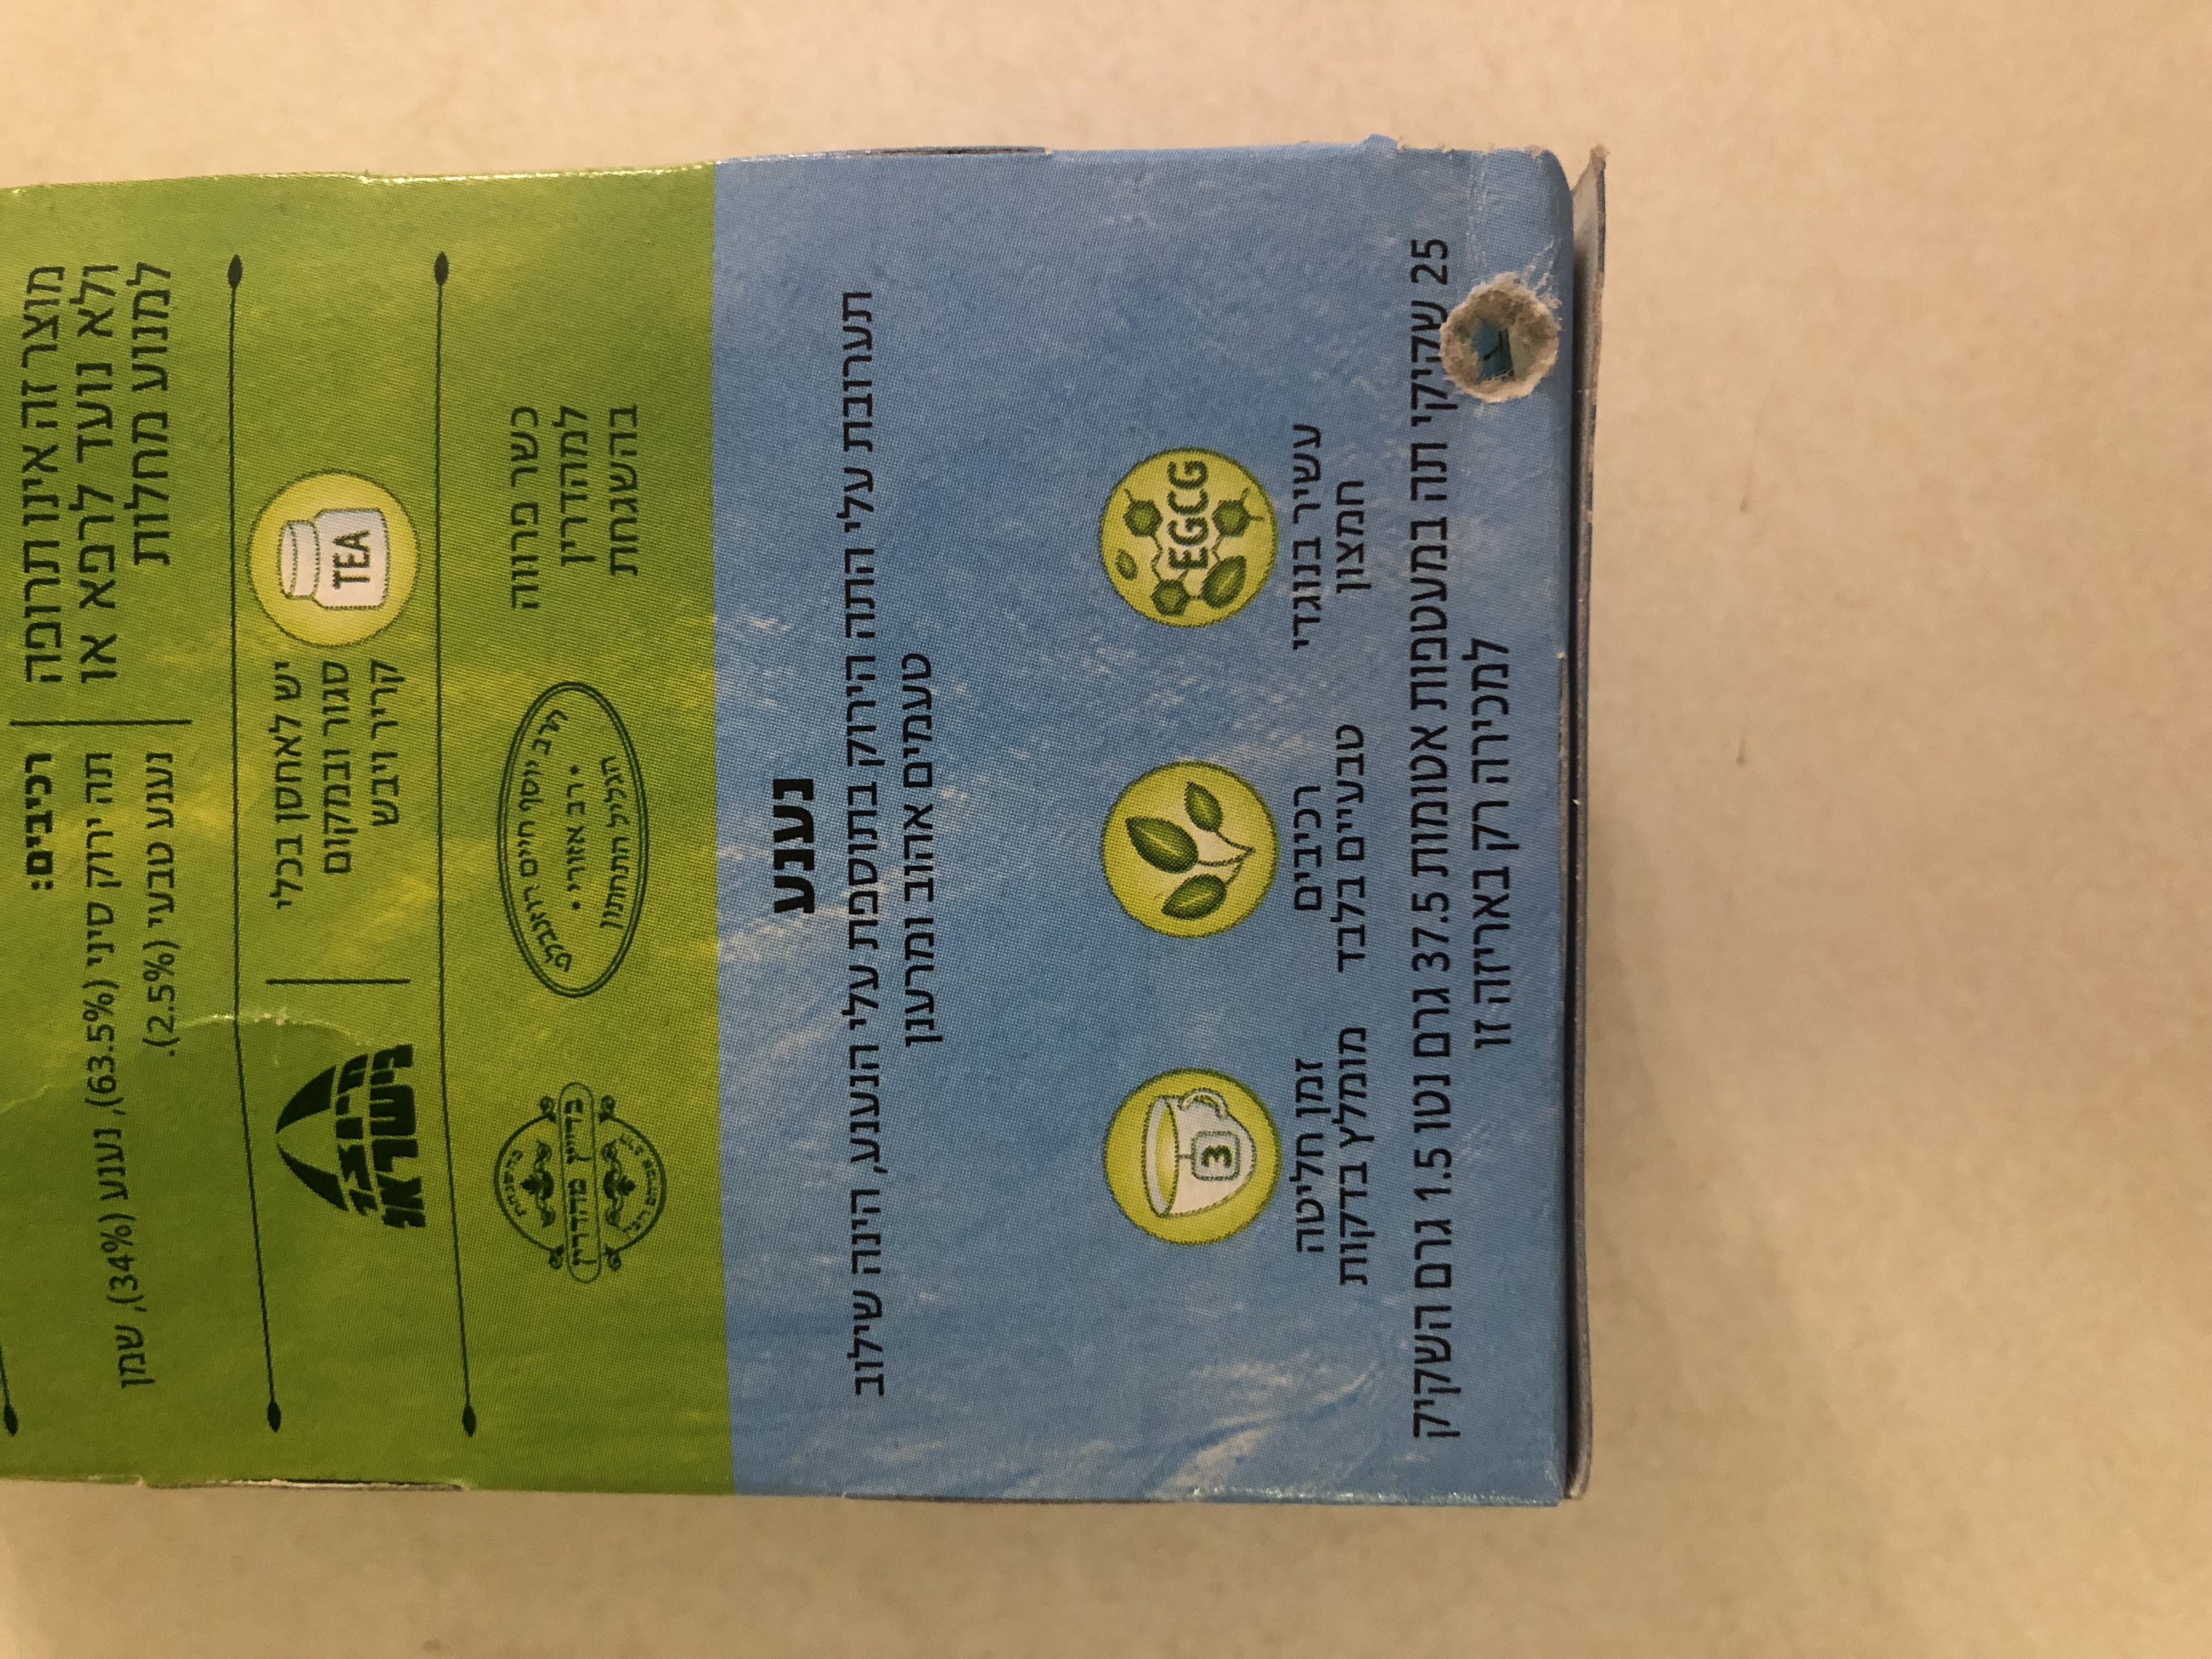 מוצר זה אינו תרופה
ולא נועד לרפא או
למנוע מחלות
רכיבים:
תה ירוק סיני (63.5%), נענע (34%), שמן
נענע טבעי (2.5%).
TEA
יש לאחסן בכלי
סגור ובמקום
קריר ויבש
מיוצר
בישראל
כשר פרווה
למהדרין
בהשגחת
הרב יוסף חיים רוזנבלט
• רב אזורי •
הגליל התחתון
בהשגחת
בד״ץ מהדרין
הרב אברהם רובין
נענע
תערובת עלי התה הירוק בתוספת עלי הנענע, הינה שילוב
טעמים אהוב ומרענן
EGCG
עשיר בנוגדי
חמצון
רכיבים
טבעיים בלבד
3
זמן חליטה
מומלץ בדקות
25 שקיקי תה במעטפות אטומות 37.5 גרם נטו 1.5 גרם השקיק
למכירה רק באריזה זו